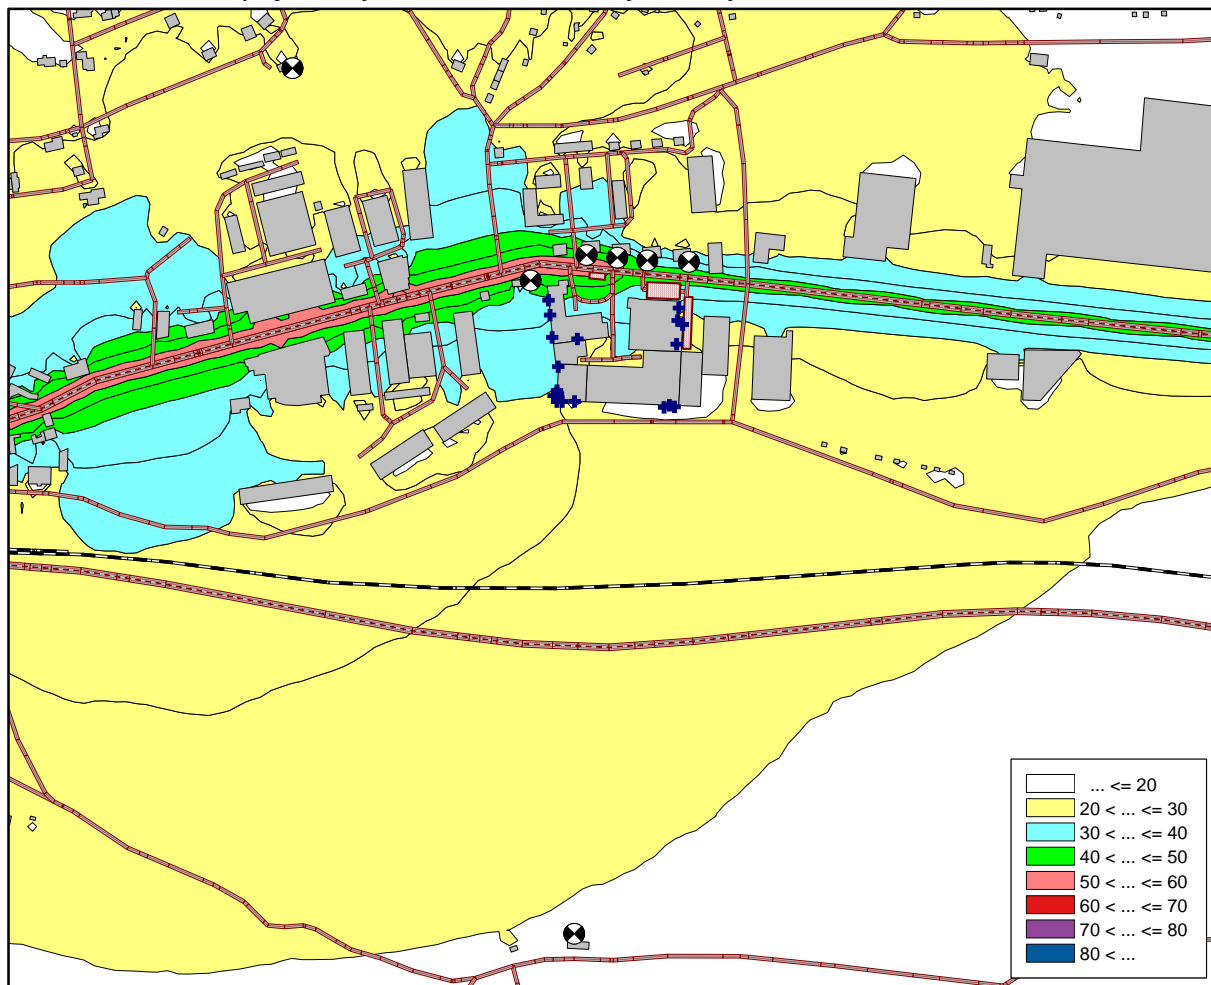 ... <= 20
20 < ... <= 30
30 < ... <= 40
40 < ... <= 50
50 < ... <= 60
60 < ... <= 70
70 < ... <= 80
80 < ...